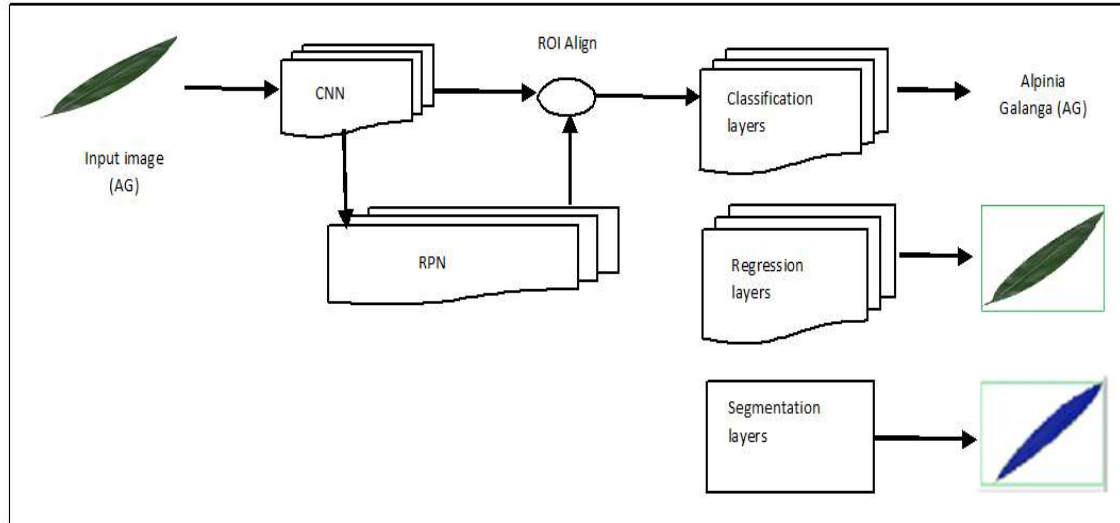 Input image
(AG)
CNN
ROI Align
RPN
Classification
layers
Alpinia
Galanga (AG)
Regression
layers
Segmentation
layers